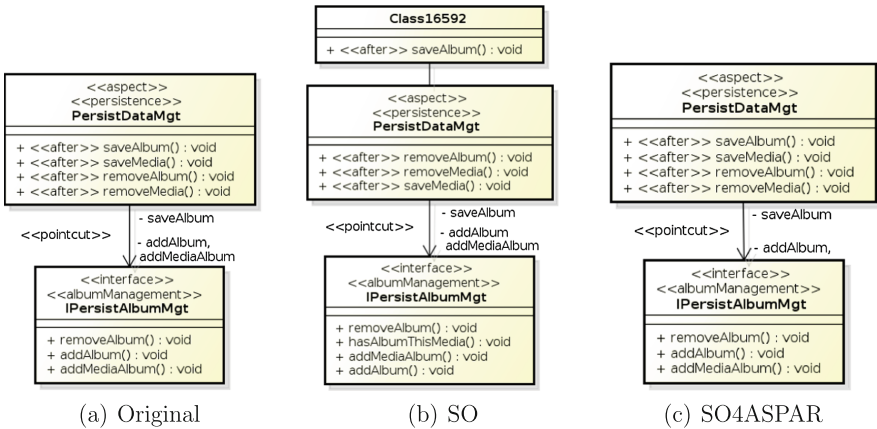 <<aspect>>
<<persistence>>
PersistDataMgt
+ <<after>> saveAlbum() : void
+ <<after>> saveMedia() : void
+ <<after>> removeAlbum() : void
+ <<after>> removeMedia() : void
<<pointcut>>
- saveAlbum
- addAlbum,
addMediaAlbum
<<interface>>
<<albumManagement>>
IPersistAlbumMgt
+ removeAlbum() : void
+ addAlbum() : void
+ addMediaAlbum() : void
(a) Original
Class16592
+ <<after>> saveAlbum() : void
<<aspect>>
<<persistence>>
PersistDataMgt
+ <<after>> removeAlbum() : void
+ <<after>> removeMedia() : void
+ <<after>> saveMedia() : void
<<pointcut>>
- saveAlbum
- addAlbum
addMediaAlbum
<<interface>>
<<albumManagement>>
IPersistAlbumMgt
+ removeAlbum() : void
+ hasAlbumThisMedia() : void
+ addMediaAlbum() : void
+ addAlbum() : void
(b) SO
<<aspect>>
<<persistence>>
PersistDataMgt
+ <<after>> saveAlbum() : void
+ <<after>> saveMedia() : void
+ <<after>> removeAlbum() : void
+ <<after>> removeMedia() : void
<<pointcut>>
- saveAlbum
- addAlbum,
<<interface>>
<<albumManagement>>
IPersistAlbumMgt
+ removeAlbum() : void
+ addAlbum() : void
+ addMediaAlbum() : void
(c) SO4ASPAR